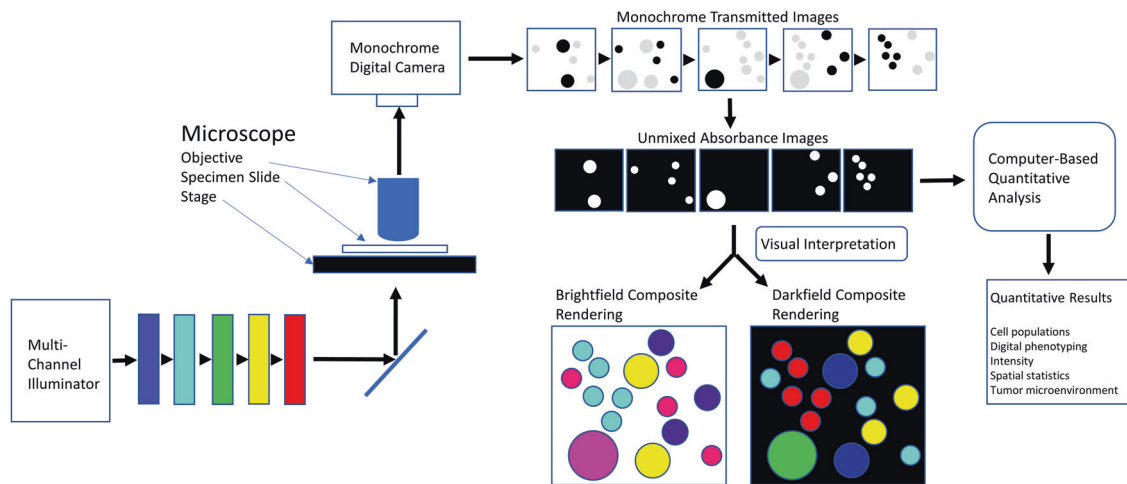 Monochrome Transmitted Images
Monochrome
Digital Camera
Microscope
Objective
Specimen Slide
Stage
Unmixed Absorbance Images
Computer-Based
Quantitative
Analysis
Visual Interpretation
Multi-
Channel
Illuminator
Brightfield Composite
Rendering
Darkfield Composite
Rendering
Quantitative Results
Cell populations
Digital phenotyping
Intensity
Spatial statistics
Tumor microenvironment